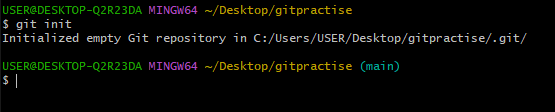 USER@DESKTOP-Q2R23DA MINGW64 ~/Desktop/gitpractise
$ git init
Initialized empty Git repository in C:/Users/USER/Desktop/gitpractise/.git/
USER@DESKTOP-Q2R23DA MINGW64 ~/Desktop/gitpractise (main)
$